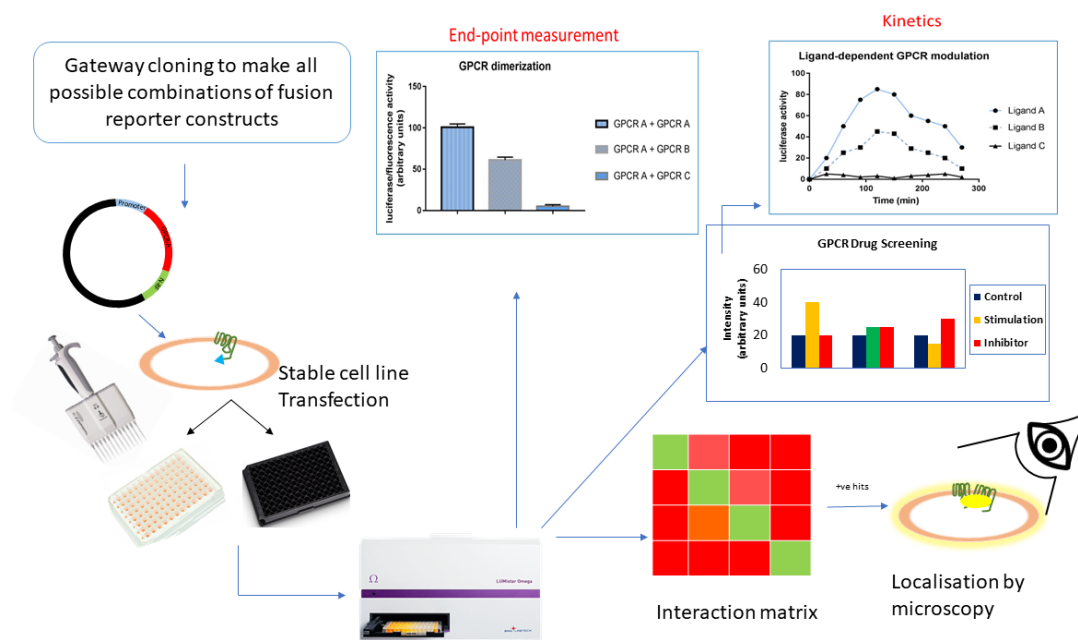 Gateway cloning to make all
possible combinations of fusion
reporter constructs
Promoter
End-point measurement
GPCR dimerization
luciferase/fluorescence activity
(arbitrary units)
150
100
50
0
GPCR A + GPCR A
GPCR A + GPCR B
GPCR A + GPCR C
Kinetics
Ligand-dependent GPCR modulation
luciferase activity
100
80
60
40
20
0
0
100
200
300
Time (min)
Ligand A
Ligand B
Ligand C
GPCR Drug Screening
Intensity
(arbitrary units)
60
40
20
0
Control
Stimulation
Inhibitor
Stable cell line
Transfection
Ω
LUMIstar Omega
Interaction matrix
+ve hits
Localisation by
microscopy